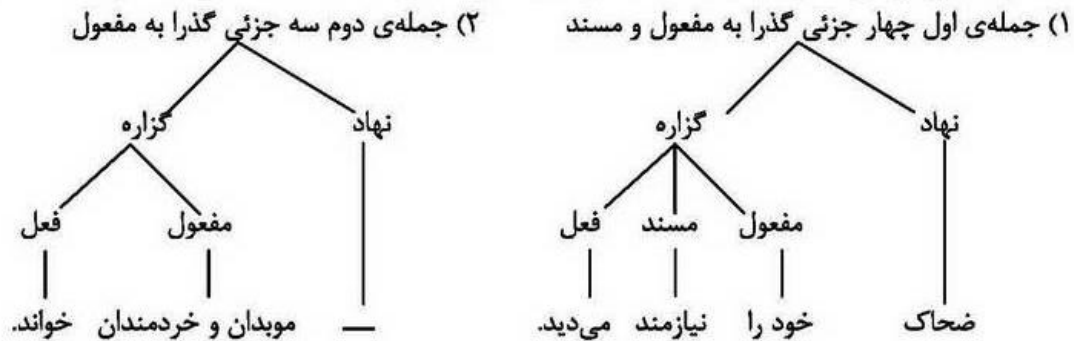 ۱) جمله‌ی اول چهار جزئی گذرا به مفعول و مسند ۲) جمله‌ی دوم سه جزئی گذرا به مفعول
نهاد گزاره نهاد گزاره
مفعول مسند فعل مفعول فعل
ضحاک خود را نیازمند می‌دید. — موبدان و خردمندان خواند.